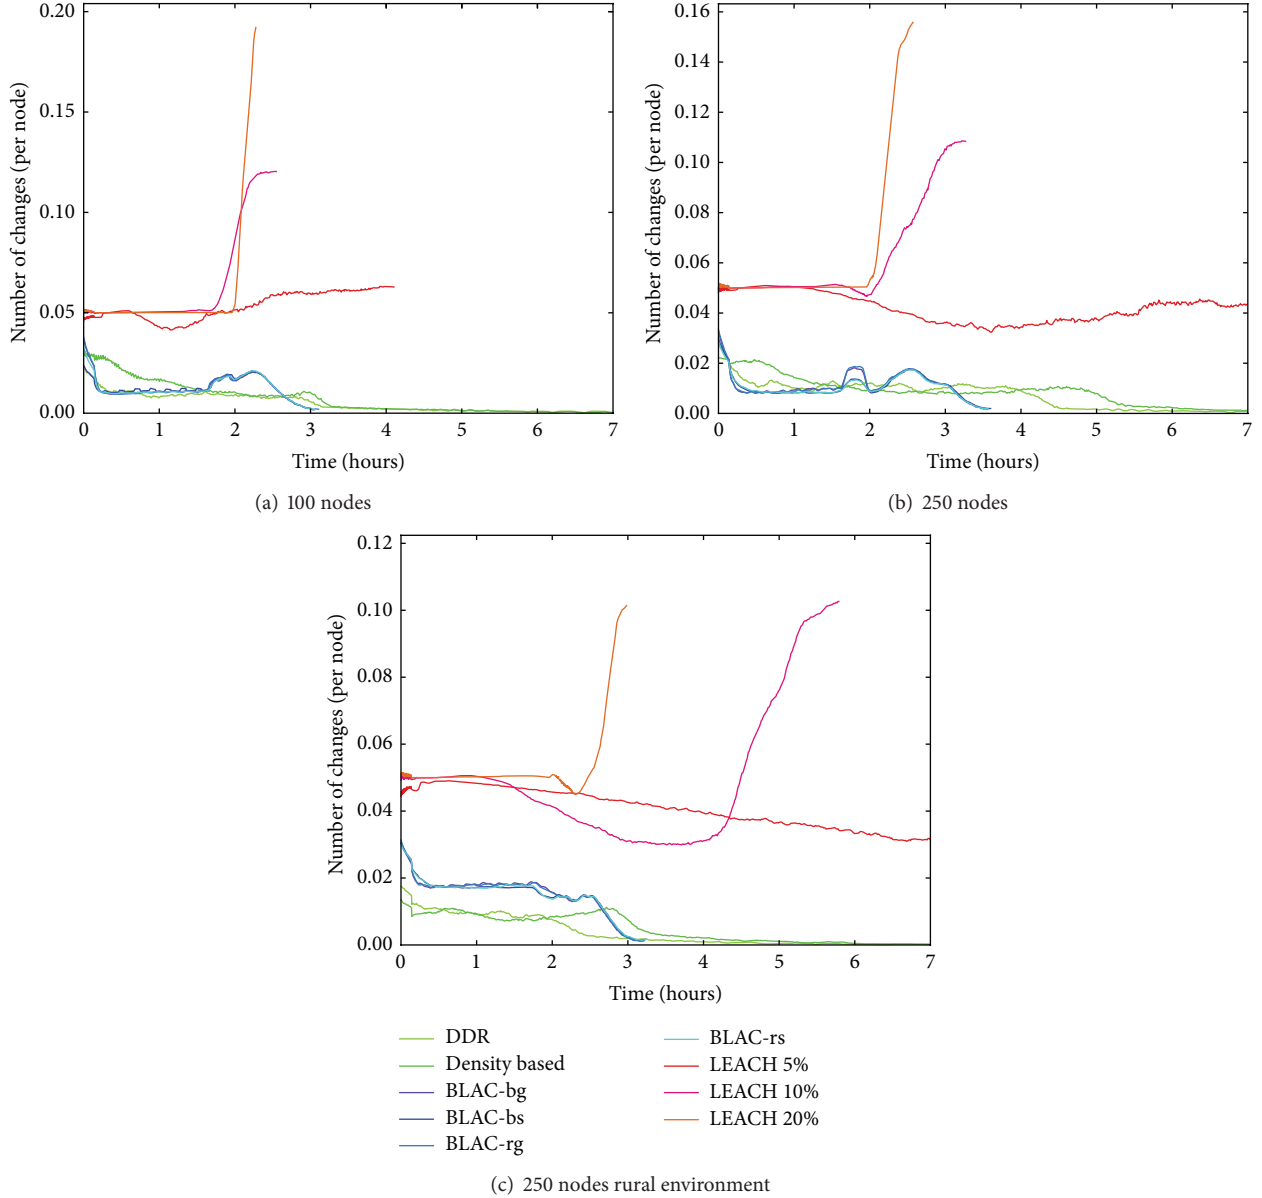 0.20
0.15
0.10
0.05
0.00
Number of changes (per node)
0 1 2 3 4 5 6 7
Time (hours)
(a) 100 nodes
0.16
0.14
0.12
0.10
0.08
0.06
0.04
0.02
0.00
Number of changes (per node)
0 1 2 3 4 5 6 7
Time (hours)
(b) 250 nodes
0.12
0.10
0.08
0.06
0.04
0.02
0.00
Number of changes (per node)
0 1 2 3 4 5 6 7
Time (hours)
DDR
Density based
BLAC-bg
BLAC-bs
BLAC-rg
BLAC-rs
LEACH 5%
LEACH 10%
LEACH 20%
(c) 250 nodes rural environment